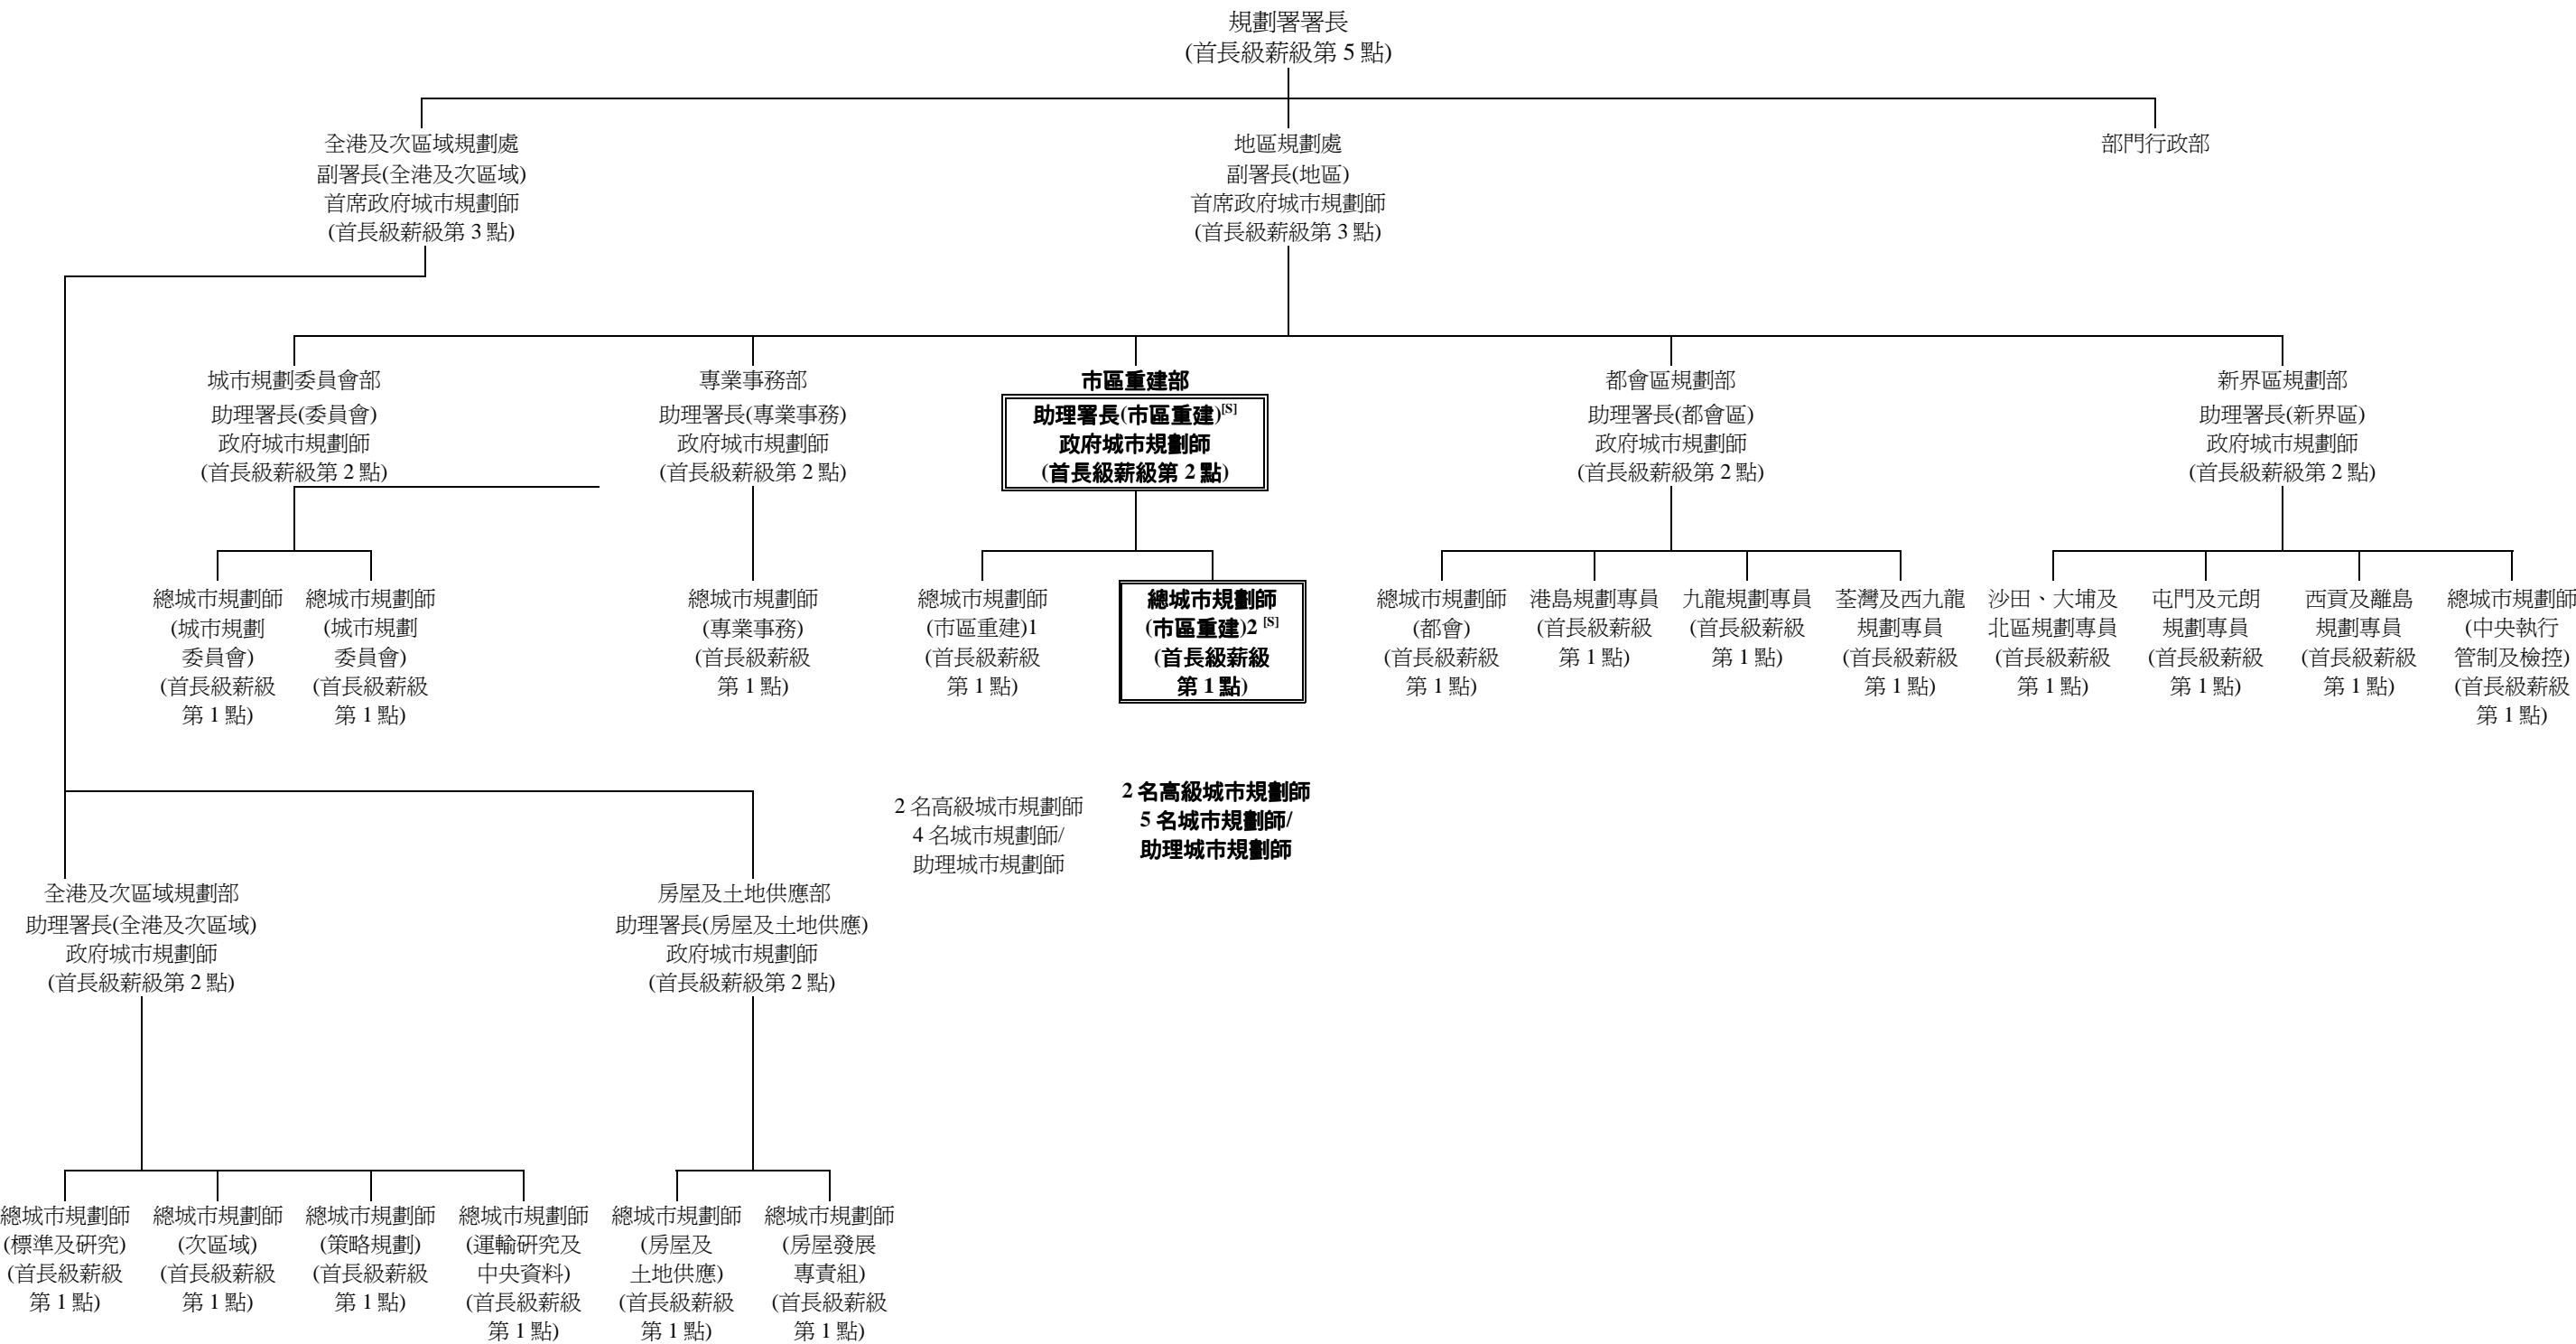 規劃署署長
(首長級薪級第 5 點)
全港及次區域規劃處
副署長(全港及次區域)
首席政府城市規劃師
(首長級薪級第 3 點)
地區規劃處
副署長(地區)
首席政府城市規劃師
(首長級薪級第 3 點)
部門行政部
城市規劃委員會部
助理署長(委員會)
政府城市規劃師
(首長級薪級第 2 點)
專業事務部
助理署長(專業事務)
政府城市規劃師
(首長級薪級第 2 點)
市區重建部
助理署長(市區重建)[S]
政府城市規劃師
(首長級薪級第 2 點)
都會區規劃部
助理署長(都會區)
政府城市規劃師
(首長級薪級第 2 點)
新界區規劃部
助理署長(新界區)
政府城市規劃師
(首長級薪級第 2 點)
總城市規劃師
(城市規劃
委員會)
(首長級薪級
第 1 點)
總城市規劃師
(城市規劃
委員會)
(首長級薪級
第 1 點)
總城市規劃師
(專業事務)
(首長級薪級
第 1 點)
總城市規劃師
(市區重建)1
(首長級薪級
第 1 點)
總城市規劃師
(市區重建)2 [S]
(首長級薪級
第 1 點)
總城市規劃師
(都會)
(首長級薪級
第 1 點)
港島規劃專員
(首長級薪級
第 1 點)
九龍規劃專員
(首長級薪級
第 1 點)
荃灣及西九龍
規劃專員
(首長級薪級
第 1 點)
沙田、大埔及
北區規劃專員
(首長級薪級
第 1 點)
屯門及元朗
規劃專員
(首長級薪級
第 1 點)
西貢及離島
規劃專員
(首長級薪級
第 1 點)
總城市規劃師
(中央執行
管制及檢控)
(首長級薪級
第 1 點)
2 名高級城市規劃師
4 名城市規劃師/
助理城市規劃師
2 名高級城市規劃師
5 名城市規劃師/
助理城市規劃師
全港及次區域規劃部
助理署長(全港及次區域)
政府城市規劃師
(首長級薪級第 2 點)
房屋及土地供應部
助理署長(房屋及土地供應)
政府城市規劃師
(首長級薪級第 2 點)
總城市規劃師
(標準及研究)
(首長級薪級
第 1 點)
總城市規劃師
(次區域)
(首長級薪級
第 1 點)
總城市規劃師
(策略規劃)
(首長級薪級
第 1 點)
總城市規劃師
(運輸研究及
中央資料)
(首長級薪級
第 1 點)
總城市規劃師
(房屋及
土地供應)
(首長級薪級
第 1 點)
總城市規劃師
(房屋發展
專責組)
(首長級薪級
第 1 點)